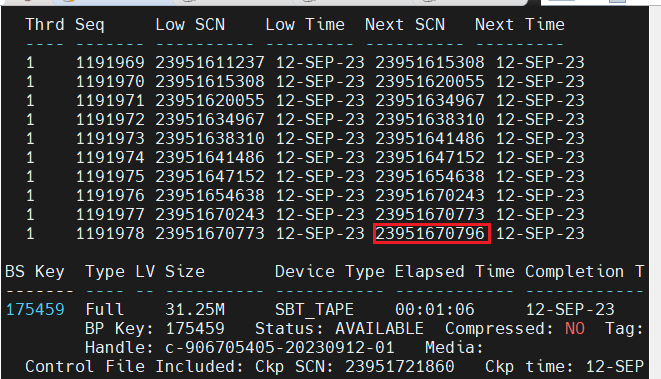 Thrd Seq     Low SCN    Low Time  Next SCN   Next Time
---- ------- ---------- --------- ---------- ---------
1    1191969 23951611237 12-SEP-23 23951615308 12-SEP-23
1    1191970 23951615308 12-SEP-23 23951620055 12-SEP-23
1    1191971 23951620055 12-SEP-23 23951634967 12-SEP-23
1    1191972 23951634967 12-SEP-23 23951638310 12-SEP-23
1    1191973 23951638310 12-SEP-23 23951641486 12-SEP-23
1    1191974 23951641486 12-SEP-23 23951647152 12-SEP-23
1    1191975 23951647152 12-SEP-23 23951654638 12-SEP-23
1    1191976 23951654638 12-SEP-23 23951670243 12-SEP-23
1    1191977 23951670243 12-SEP-23 23951670773 12-SEP-23
1    1191978 23951670773 12-SEP-23 23951670796 12-SEP-23
BS Key  Type LV Size       Device Type Elapsed Time Completion T
------- ---- -- ---------- ----------- ------------ ------------
175459  Full    31.25M     SBT_TAPE    00:01:06     12-SEP-23
BP Key: 175459   Status: AVAILABLE  Compressed: NO  Tag:
Handle: c-906705405-20230912-01   Media:
Control File Included: Ckp SCN: 23951721860   Ckp time: 12-SEP